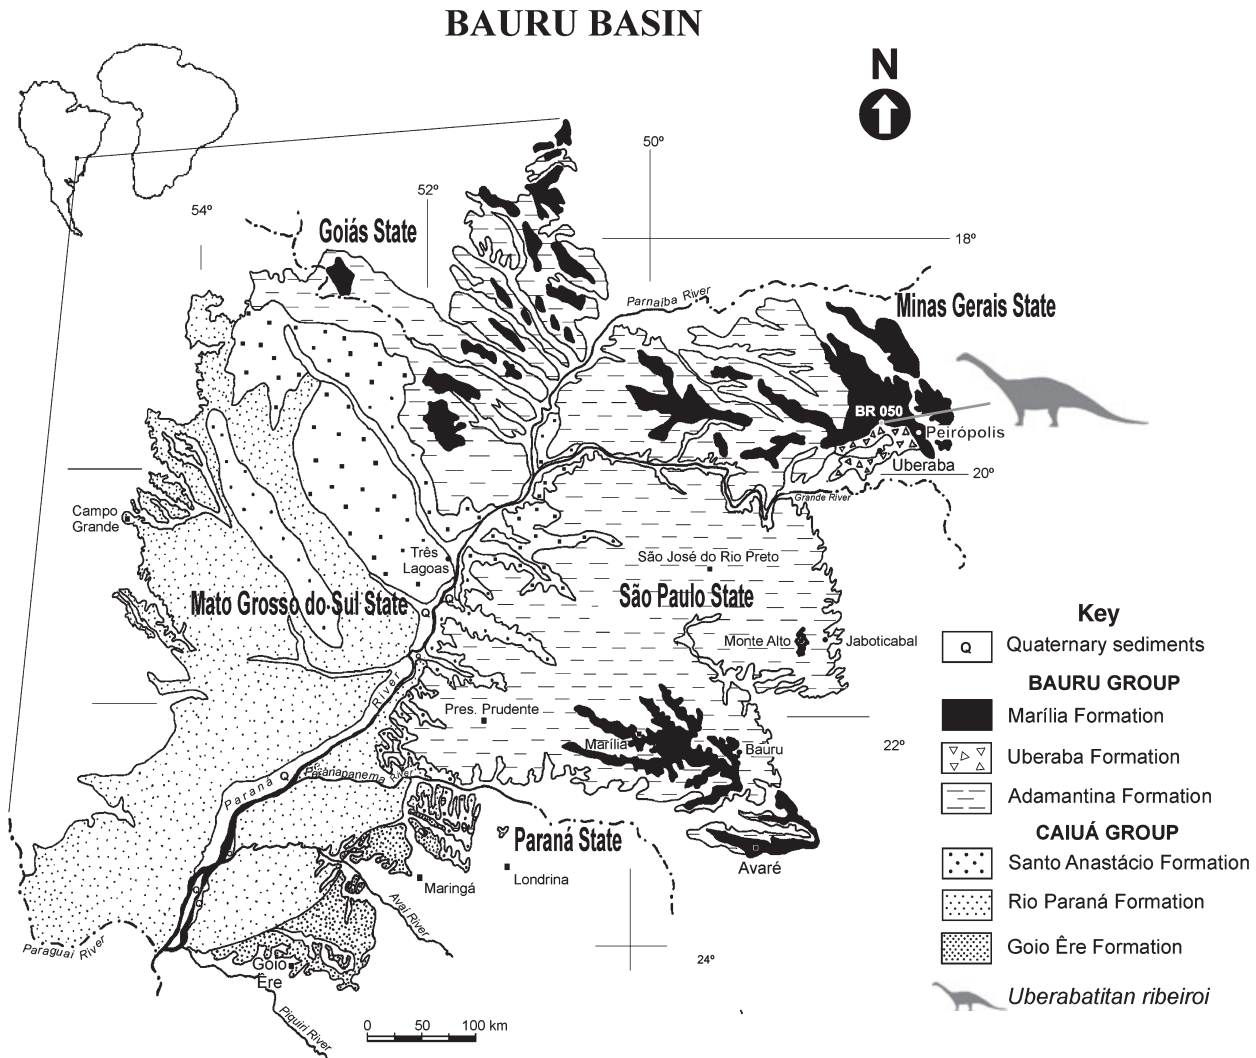 BAURU BASIN
N
50º
52º
54º
18º
Goiás State
Parnaíba River
Minas Gerais State
BR 050
Peirópolis
Uberaba
20º
Grande River
Campo
Grande
Três
Lagoas
São José do Rio Preto
Mato Grosso do Sul State
São Paulo State
Q
Q
Monte Alto
Jaboticabal
Q
River
Pres. Prudente
Marília
Bauru
22º
Paraná
Q
Paranapanema River
Paraná State
Avaré
Maringá
Londrina
Q
Q
Q
Avaí River
Paraguai River
Goio
Êre
24º
Piquiri River
0 50 100 km
Key
Q Quaternary sediments
BAURU GROUP
Marília Formation
Uberaba Formation
Adamantina Formation
CAIUÁ GROUP
Santo Anastácio Formation
Rio Paraná Formation
Goio Êre Formation
Uberabatitan ribeiroi